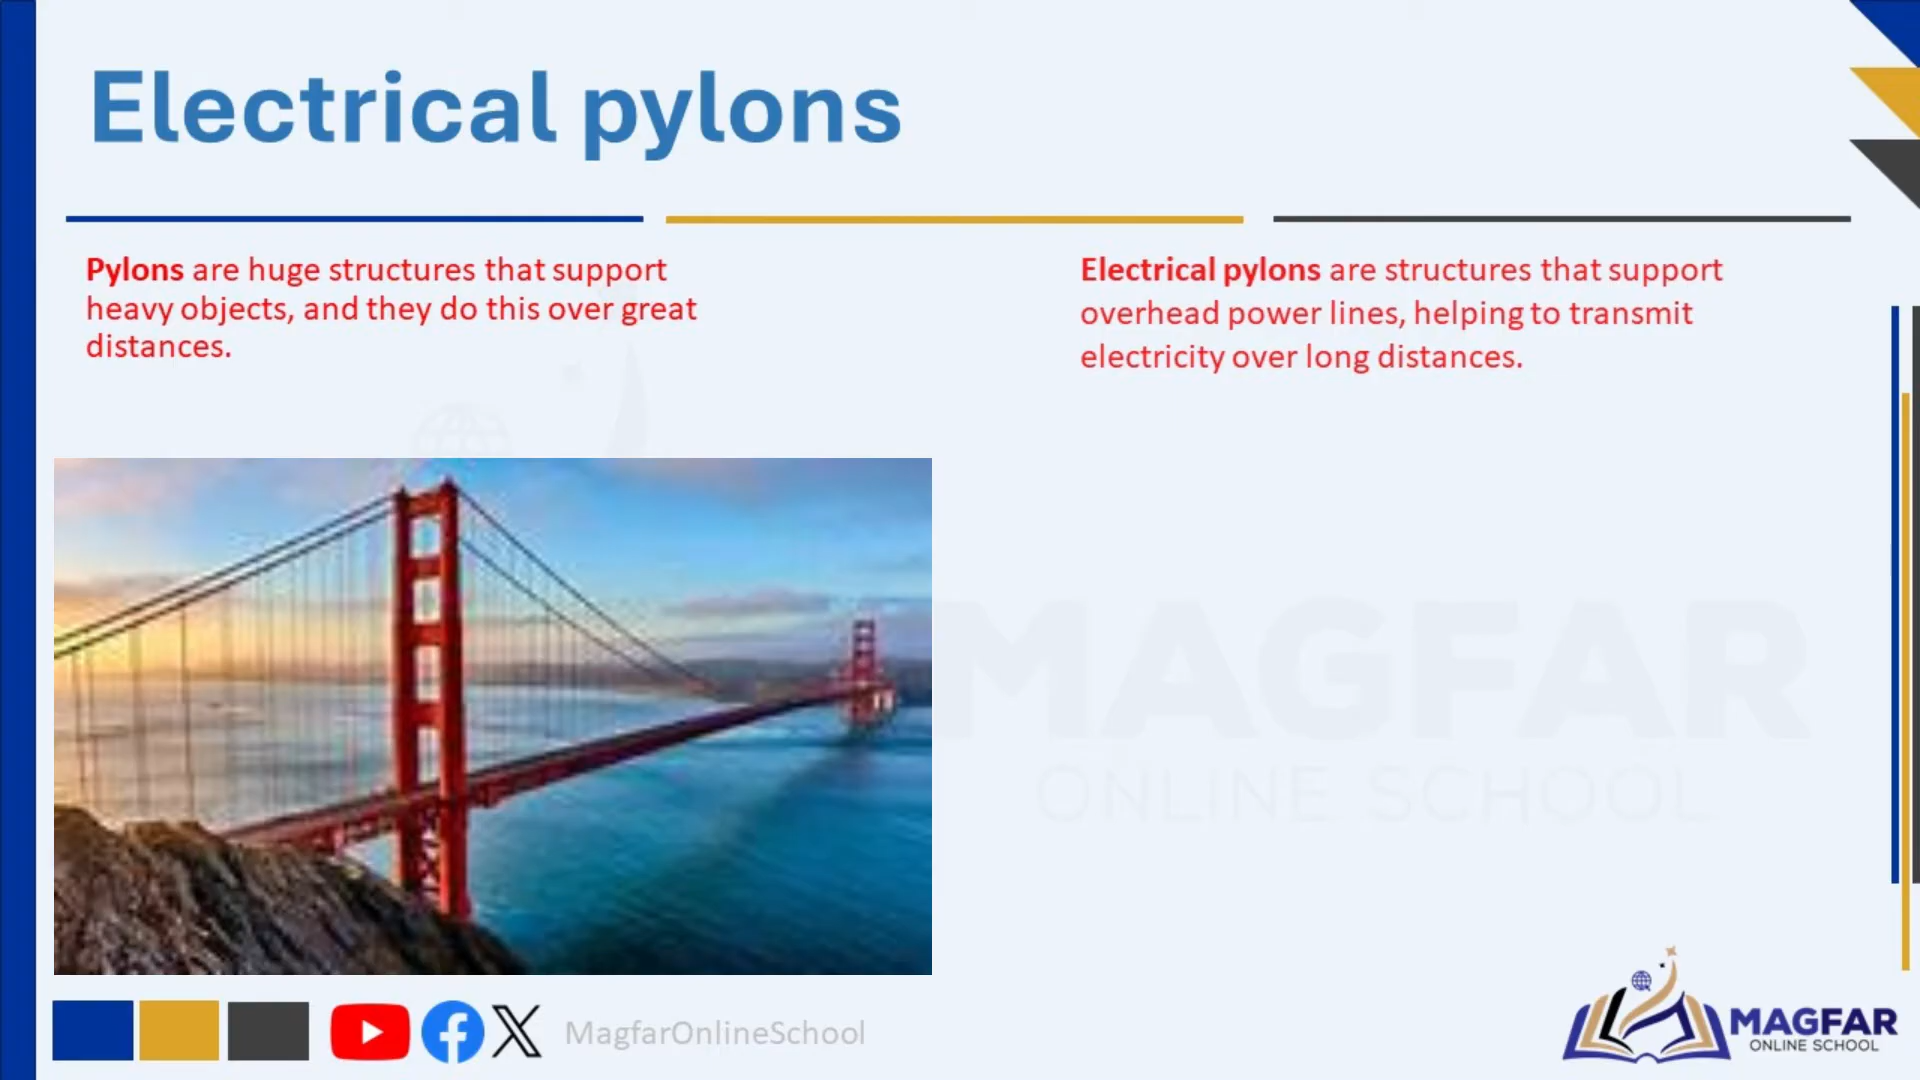 Electrical pylons
Pylons are huge structures that support
heavy objects, and they do this over great
distances.
Electrical pylons are structures that support
overhead power lines, helping to transmit
electricity over long distances.
MAGFAR
ONLINE SCHOOL
MagfarOnlineSchool
MAGFAR
ONLINE SCHOOL